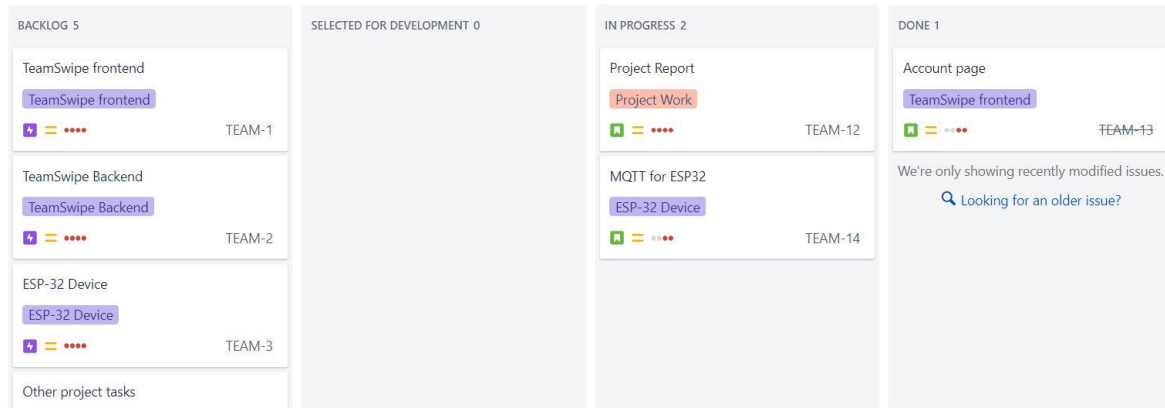 BACKLOG 5
TeamSwipe frontend
TeamSwipe frontend
TEAM-1
TeamSwipe Backend
TeamSwipe Backend
TEAM-2
ESP-32 Device
ESP-32 Device
TEAM-3
Other project tasks
SELECTED FOR DEVELOPMENT 0
IN PROGRESS 2
Project Report
Project Work
TEAM-12
MQTT for ESP32
ESP-32 Device
TEAM-14
DONE 1
Account page
TeamSwipe frontend
TEAM-13
We're only showing recently modified issues.
Looking for an older issue?